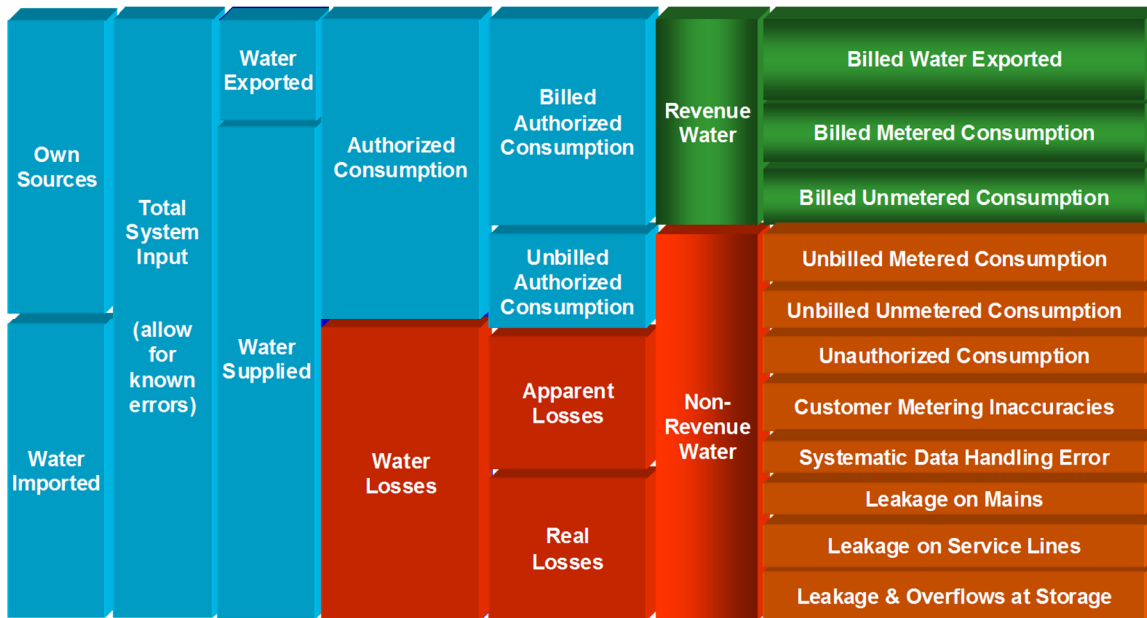 Own
Sources
Water
Imported
Total
System
Input
(allow
for
known
errors)
Water
Exported
Water
Supplied
Authorized
Consumption
Water
Losses
Billed
Authorized
Consumption
Unbilled
Authorized
Consumption
Apparent
Losses
Real
Losses
Revenue
Water
Non-
Revenue
Water
Billed Water Exported
Billed Metered Consumption
Billed Unmetered Consumption
Unbilled Metered Consumption
Unbilled Unmetered Consumption
Unauthorized Consumption
Customer Metering Inaccuracies
Systematic Data Handling Error
Leakage on Mains
Leakage on Service Lines
Leakage & Overflows at Storage